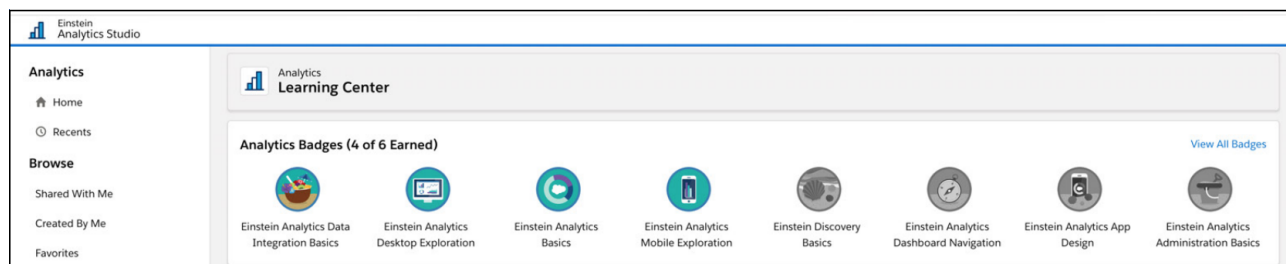 Einstein
Analytics Studio
Analytics
Home
Recents
Browse
Shared With Me
Created By Me
Favorites
Analytics
Learning Center
Analytics Badges (4 of 6 Earned)
View All Badges
Einstein Analytics Data
Integration Basics
Einstein Analytics
Desktop Exploration
Einstein Analytics
Basics
Einstein Analytics
Mobile Exploration
Einstein Discovery
Basics
Einstein Analytics
Dashboard Navigation
Einstein Analytics App
Design
Einstein Analytics
Administration Basics